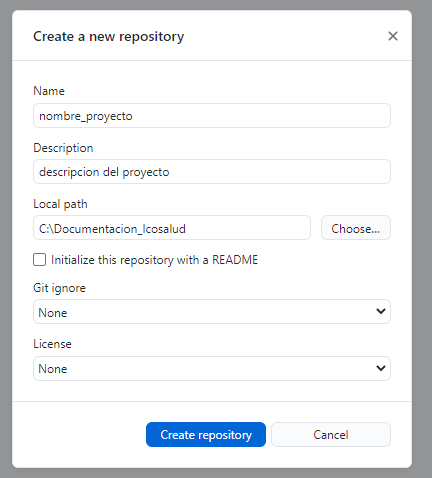 Create a new repository
Name
nombre_proyecto
Description
descripcion del proyecto
Local path
C:\Documentacion_Icosalud
Choose...
Initialize this repository with a README
Git ignore
None
License
None
Create repository
Cancel